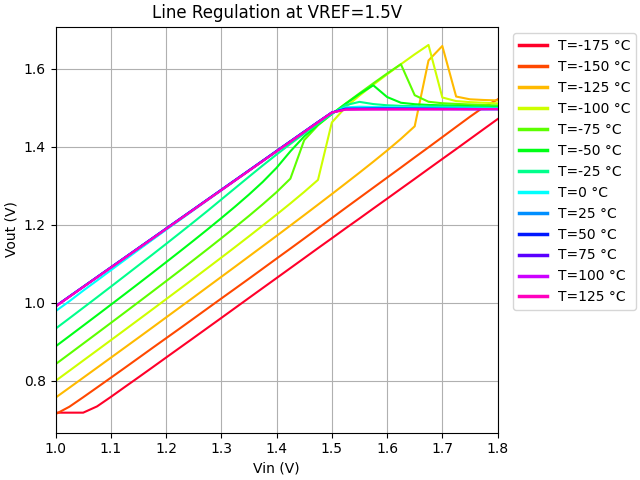 Line Regulation at VREF=1.5V
Vout (V)
1.6
1.4
1.2
1.0
0.8
1.0 1.1 1.2 1.3 1.4 1.5 1.6 1.7 1.8
Vin (V)
T=-175 °C
T=-150 °C
T=-125 °C
T=-100 °C
T=-75 °C
T=-50 °C
T=-25 °C
T=0 °C
T=25 °C
T=50 °C
T=75 °C
T=100 °C
T=125 °C